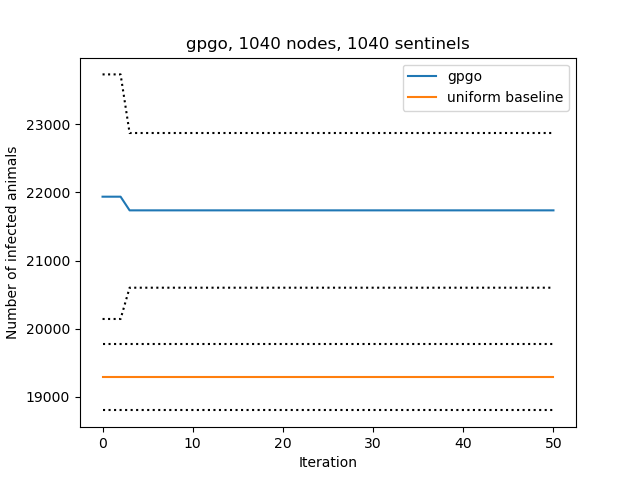 gpgo, 1040 nodes, 1040 sentinels
gpgo
uniform baseline
Number of infected animals
23000
22000
21000
20000
19000
0
10
20
30
40
50
Iteration